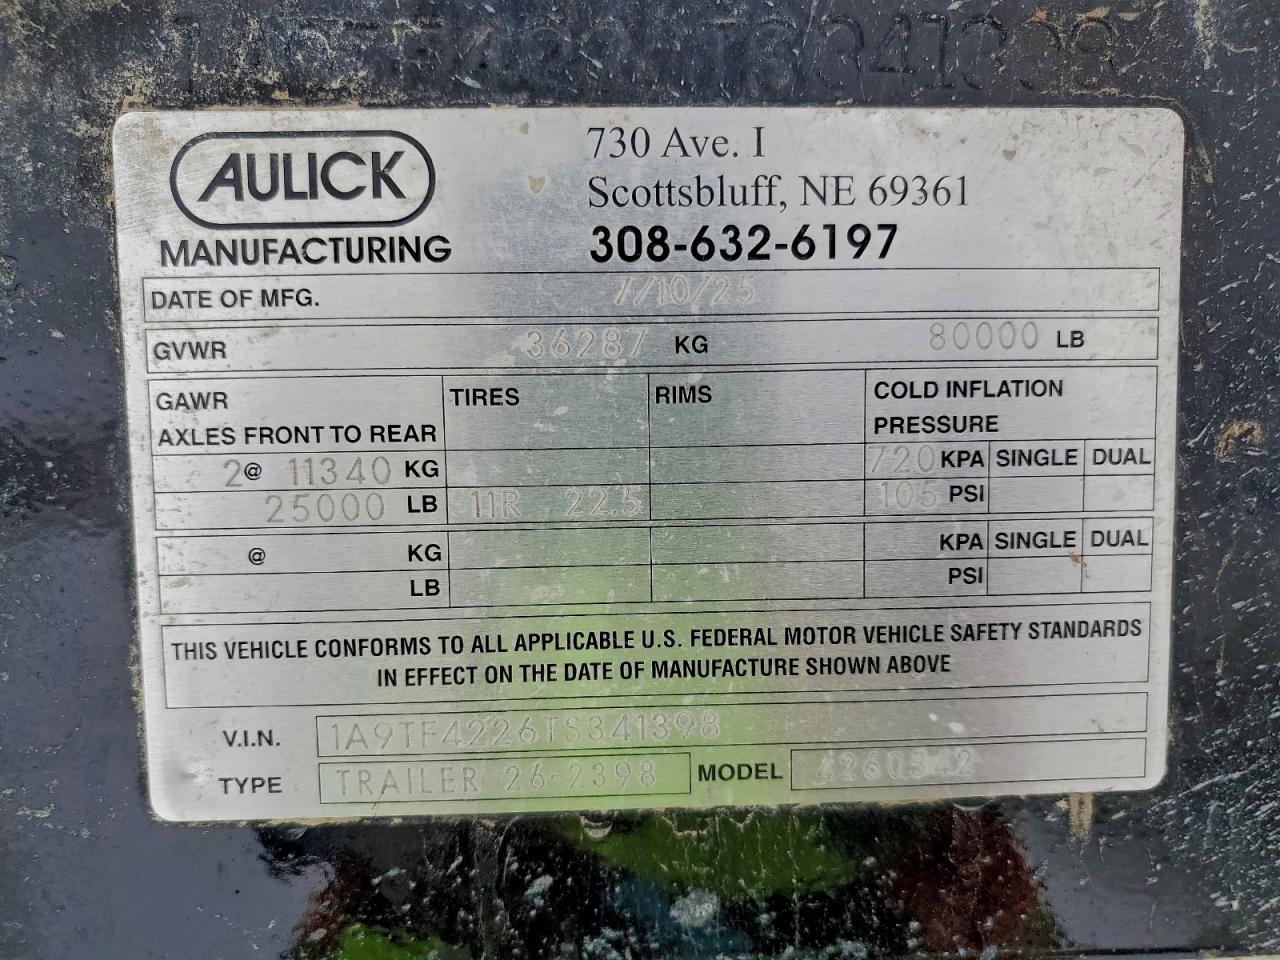 AULICK
MANUFACTURING
730 Ave. I
Scottsbluff, NE 69361
308-632-6197
DATE OF MFG. 7/10/25
GVWR 36287 KG 80000 LB
GAWR
AXLES FRONT TO REAR
TIRES
RIMS
COLD INFLATION
PRESSURE
2@ 11340 KG 720 KPA SINGLE DUAL
25000 LB 11R 22.5 105 PSI
@ KG KPA SINGLE DUAL
LB PSI
THIS VEHICLE CONFORMS TO ALL APPLICABLE U.S. FEDERAL MOTOR VEHICLE SAFETY STANDARDS
IN EFFECT ON THE DATE OF MANUFACTURE SHOWN ABOVE
V.I.N. 1A9TF4226TS341398
TYPE TRAILER 26-2398 MODEL 4260542